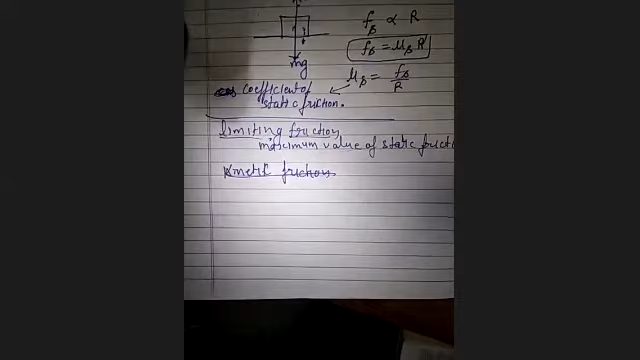 fs ∝ R
fs = μs R
mg
μs = fs/R
coefficient of
static friction.
limiting friction
maximum value of static fricti
Kinetic friction